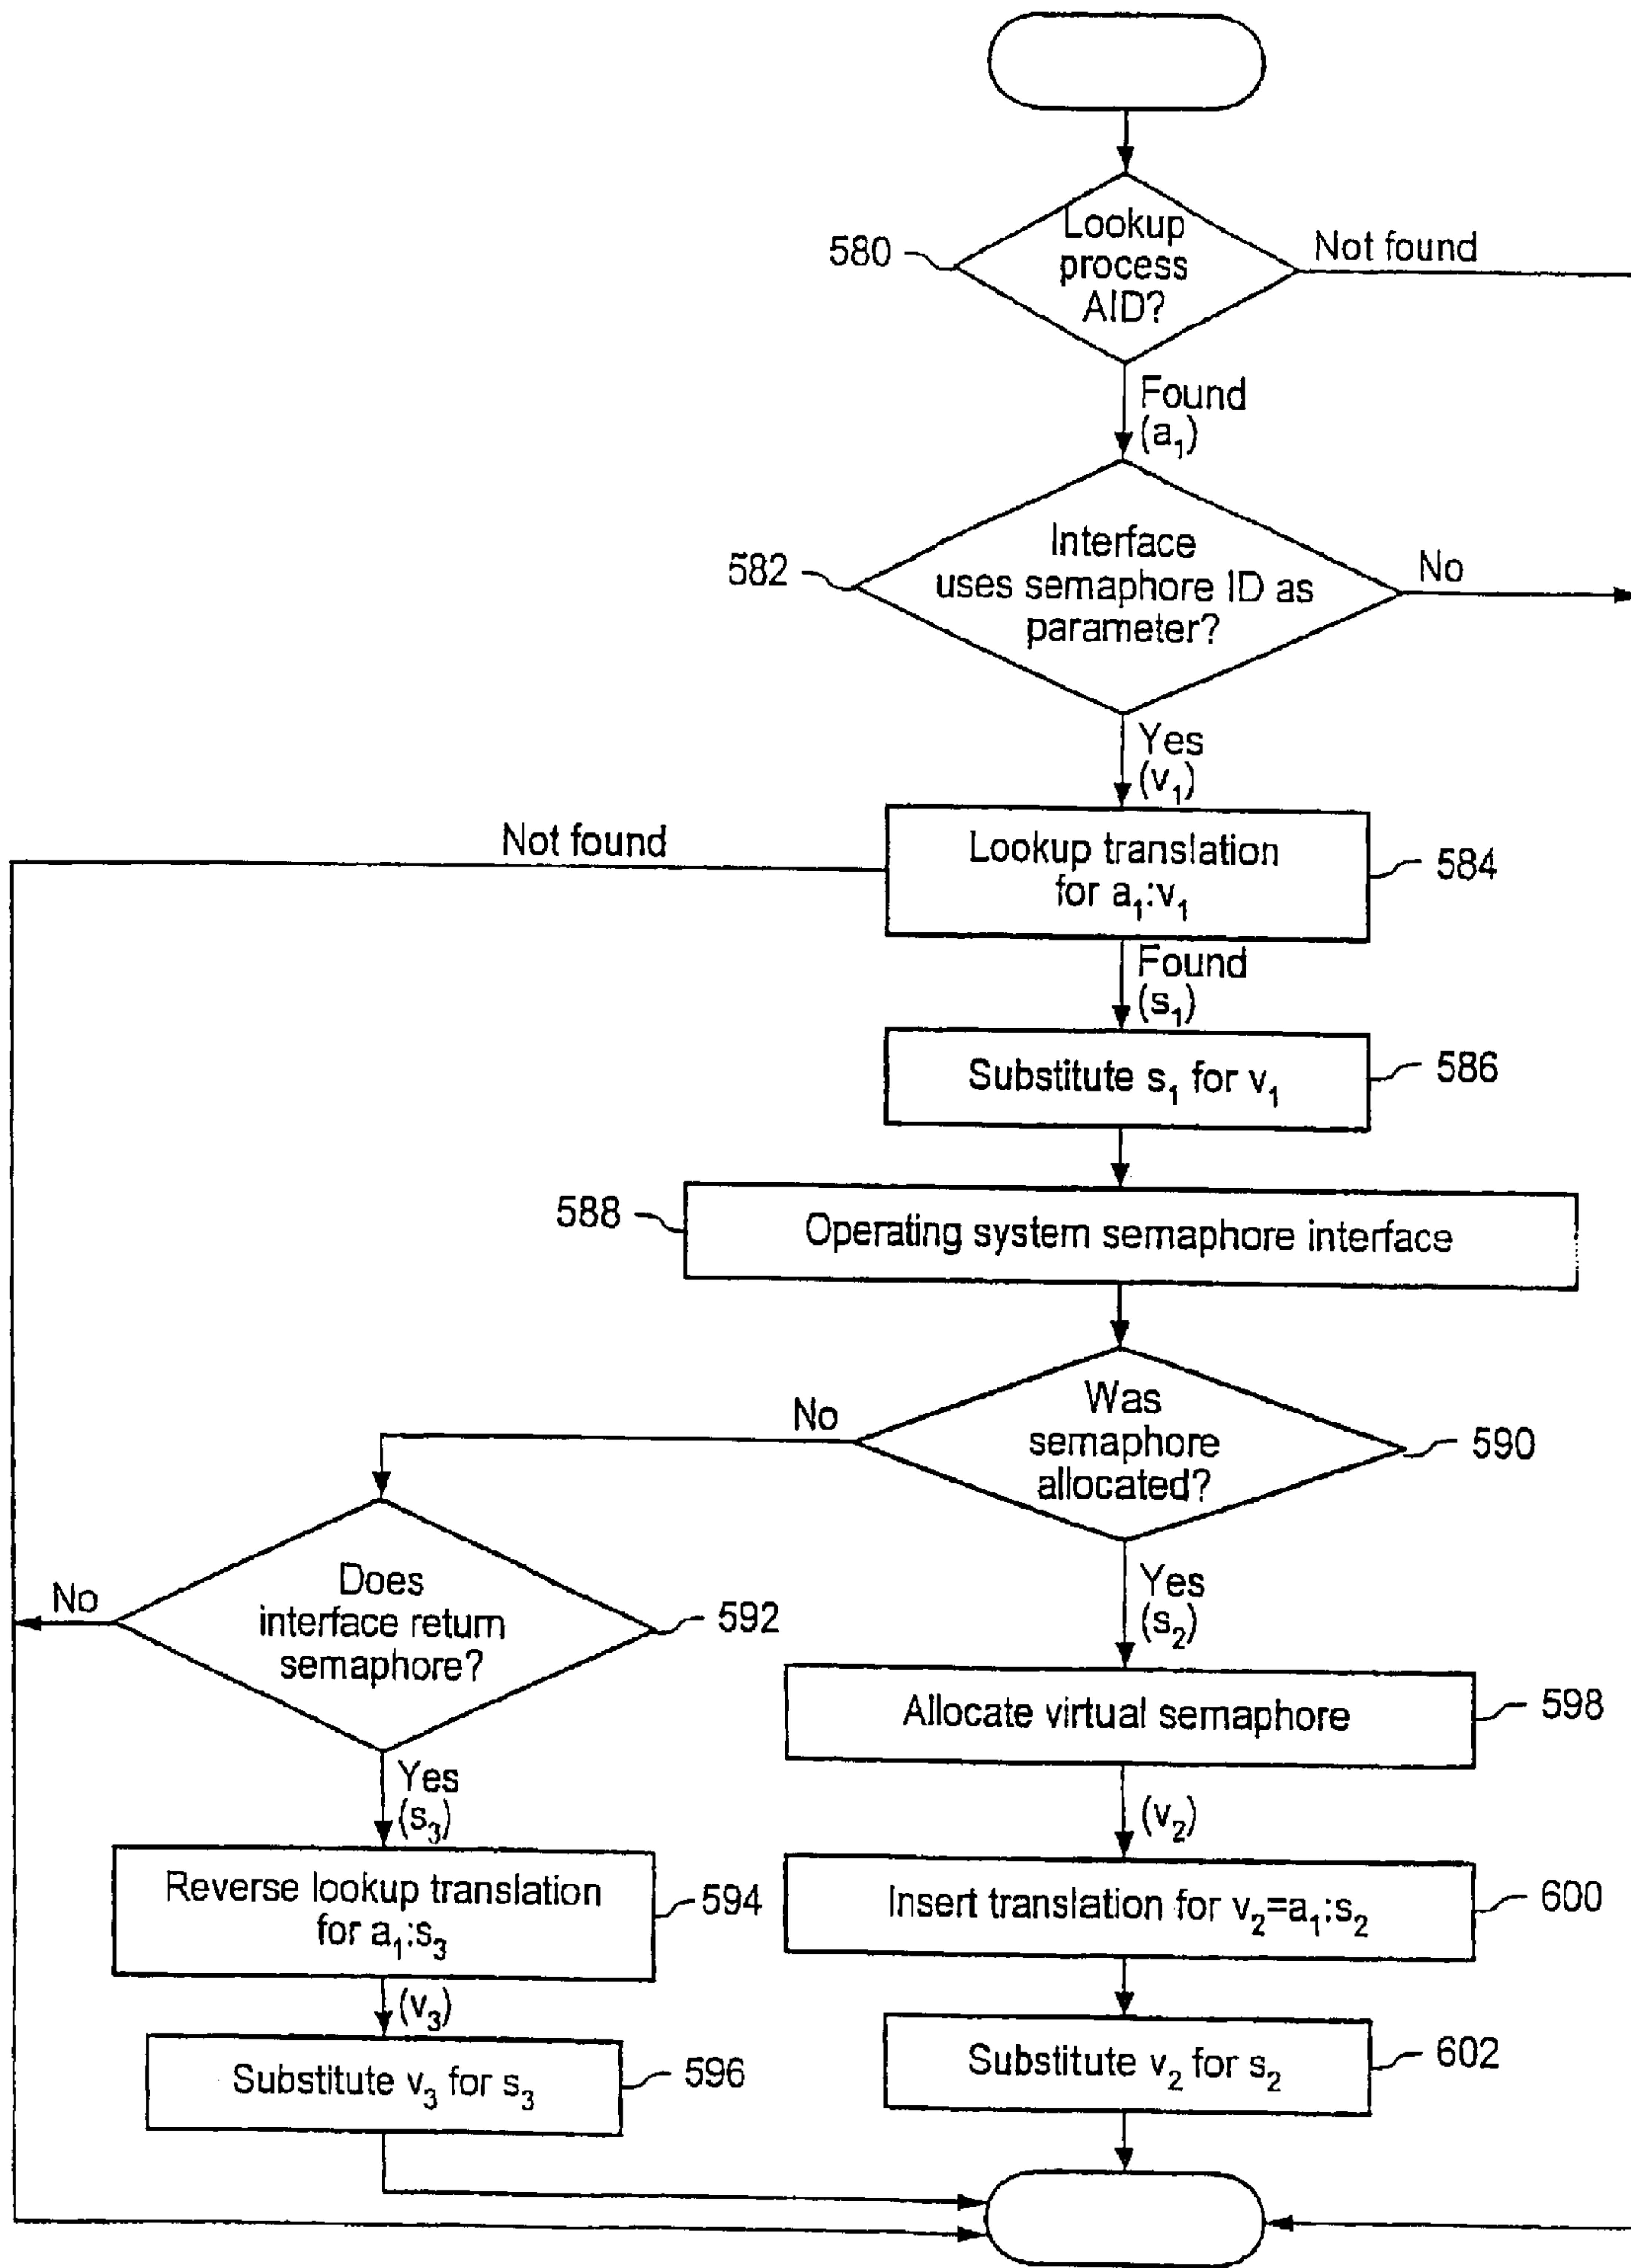 Lookup
process
AID?
580
Not found
Found
(a₁)
Interface
uses semaphore ID as
parameter?
582
No
Yes
(v₁)
Not found
Lookup translation
for a₁:v₁
584
Found
(s₁)
Substitute s₁ for v₁
586
588
Operating system semaphore interface
Was
semaphore
allocated?
590
No
Does
interface return
semaphore?
592
No
Yes
(s₂)
Allocate virtual semaphore
598
Yes
(s₃)
(v₂)
Reverse lookup translation
for a₁:s₃
594
Insert translation for v₂=a₁:s₂
600
(v₃)
Substitute v₃ for s₃
596
Substitute v₂ for s₂
602